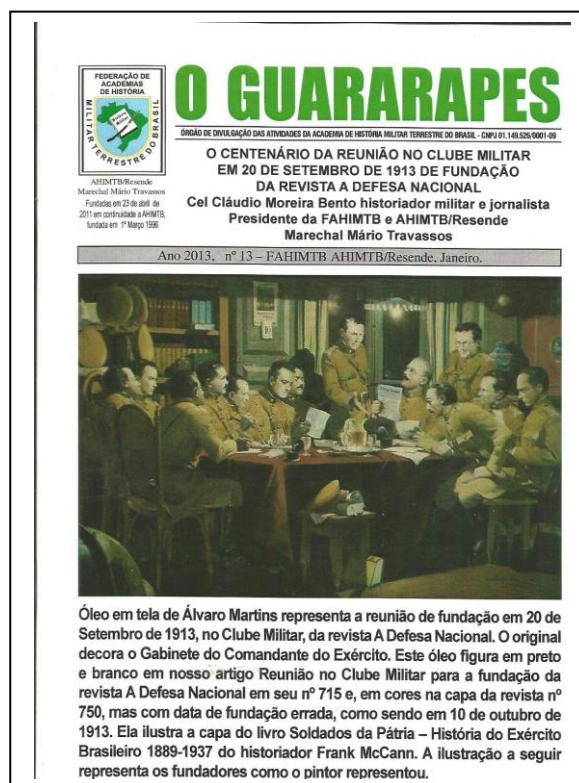 FEDERAÇÃO DE
ACADEMIAS
DE HISTÓRIA
MILITAR TERRESTRE DO BRASIL
AHIMTB/Resende
Marechal Mário Travassos
Fundadas em 23 de abril de
2011 em continuidade a AHIMTB,
fundada em 1º Março 1996
O GUARARAPES
ÓRGÃO DE DIVULGAÇÃO DAS ATIVIDADES DA ACADEMIA DE HISTÓRIA MILITAR TERRESTRE DO BRASIL - CNPJ 01.149.526/0001-09
O CENTENÁRIO DA REUNIÃO NO CLUBE MILITAR
EM 20 DE SETEMBRO DE 1913 DE FUNDAÇÃO
DA REVISTA A DEFESA NACIONAL
Cel Cláudio Moreira Bento historiador militar e jornalista
Presidente da FAHIMTB e AHIMTB/Resende
Marechal Mário Travassos
Ano 2013, nº 13 – FAHIMTB AHIMTB/Resende, Janeiro.
Óleo em tela de Álvaro Martins representa a reunião de fundação em 20 de
Setembro de 1913, no Clube Militar, da revista A Defesa Nacional. O original
decora o Gabinete do Comandante do Exército. Este óleo figura em preto
e branco em nosso artigo Reunião no Clube Militar para a fundação da
revista A Defesa Nacional em seu nº 715 e, em cores na capa da revista nº
750, mas com data de fundação errada, como sendo em 10 de outubro de
1913. Ela ilustra a capa do livro Soldados da Pátria – História do Exército
Brasileiro 1889-1937 do historiador Frank McCann. A ilustração a seguir
representa os fundadores como o pintor representou.